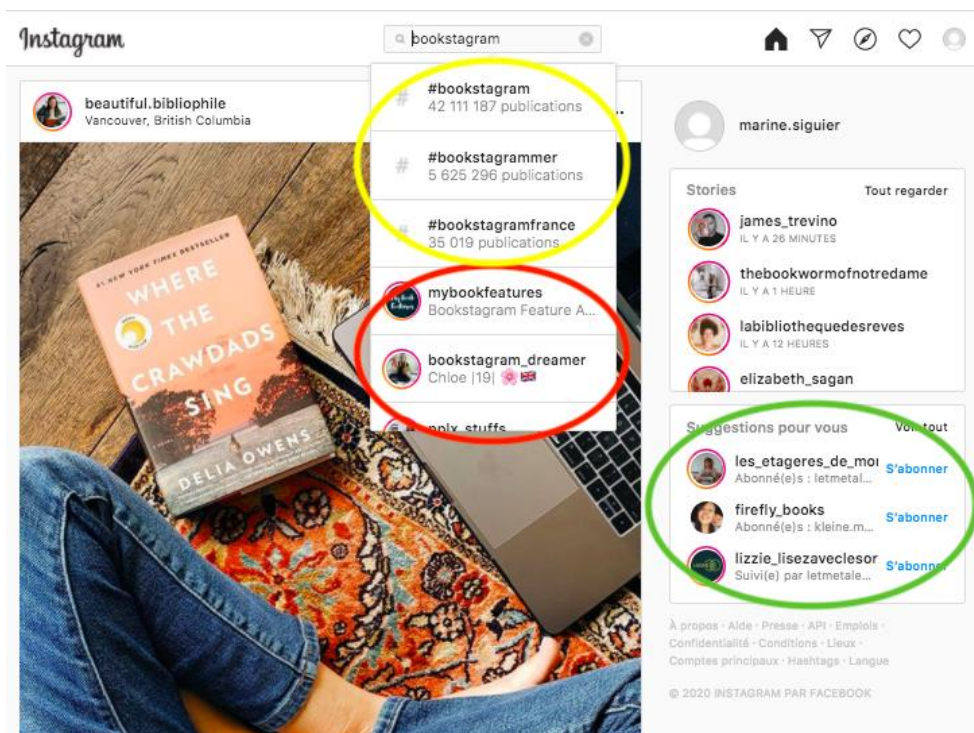 Instagram
bookstagram
beautiful.bibliophile
Vancouver, British Columbia
#bookstagram
42 111 187 publications
#bookstagrammer
5 625 296 publications
#bookstagramfrance
35 019 publications
mybookfeatures
Bookstagram Feature A...
bookstagram_dreamer
Chloe |19| 🌸🇬🇧
#1 NEW YORK TIMES BESTSELLER
WHERE
THE
CRAWDADS
SING
A NOVEL
DELIA OWENS
marine.siguier
Stories Tout regarder
james_trevino
IL Y A 26 MINUTES
thebookwormofnotredame
IL Y A 1 HEURE
labibliothequedesreves
IL Y A 12 HEURES
elizabeth_sagan
Suggestions pour vous Voir tout
les_etageres_de_mor S'abonner
Abonné(e)s : letmetal...
firefly_books S'abonner
Abonné(e)s : kleine.m...
lizzie_lisezaveclesor S'abonner
Suivi(e) par letmetale...
À propos · Aide · Presse · API · Emplois ·
Confidentialité · Conditions · Lieux ·
Comptes principaux · Hashtags · Langue
© 2020 INSTAGRAM PAR FACEBOOK